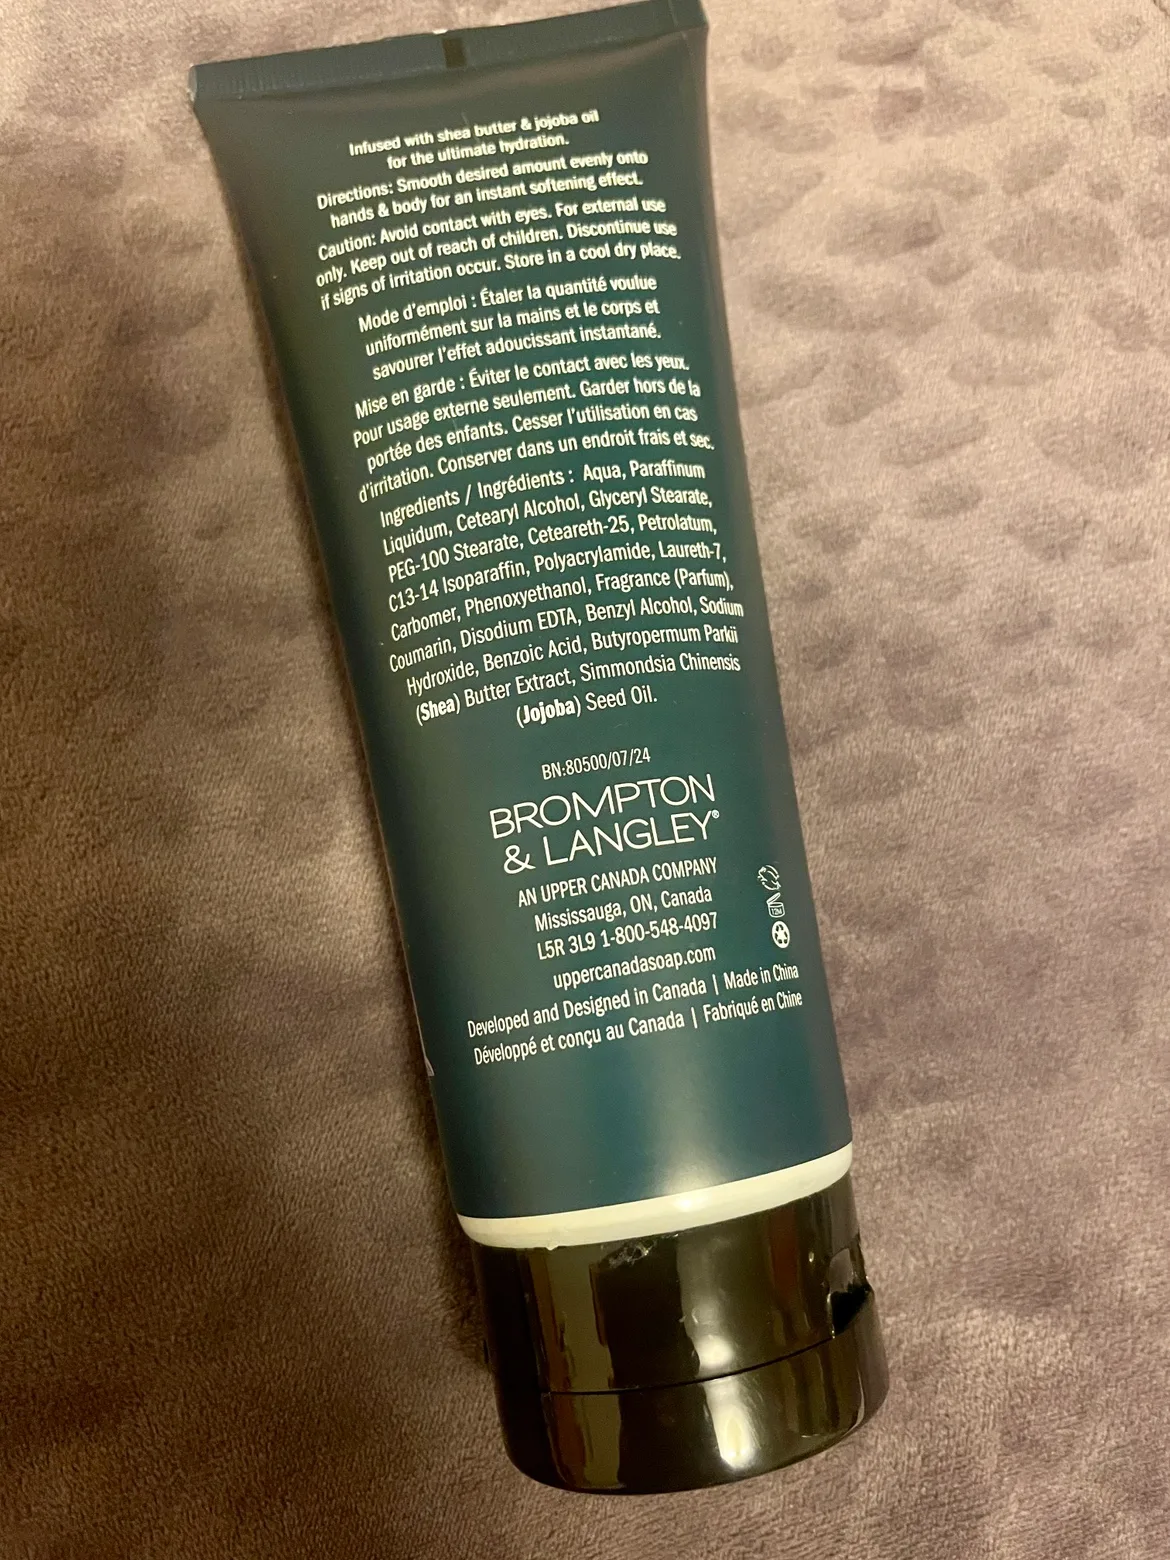 Infused with shea butter & jojoba oil
for the ultimate hydration.
Directions: Smooth desired amount evenly onto
hands & body for an instant softening effect.
Caution: Avoid contact with eyes. For external use
only. Keep out of reach of children. Discontinue use
if signs of irritation occur. Store in a cool dry place.
Mode d'emploi : Étaler la quantité voulue
uniformément sur la mains et le corps et
savourer l'effet adoucissant instantané.
Mise en garde : Éviter le contact avec les yeux.
Pour usage externe seulement. Garder hors de la
portée des enfants. Cesser l'utilisation en cas
d'irritation. Conserver dans un endroit frais et sec.
Ingredients / Ingrédients : Aqua, Paraffinum
Liquidum, Cetearyl Alcohol, Glyceryl Stearate,
PEG-100 Stearate, Ceteareth-25, Petrolatum,
C13-14 Isoparaffin, Polyacrylamide, Laureth-7,
Carbomer, Phenoxyethanol, Fragrance (Parfum),
Coumarin, Disodium EDTA, Benzyl Alcohol, Sodium
Hydroxide, Benzoic Acid, Butyropermum Parkii
(Shea) Butter Extract, Simmondsia Chinensis
(Jojoba) Seed Oil.
BN:80500/07/24
BROMPTON
& LANGLEY®
AN UPPER CANADA COMPANY
Mississauga, ON, Canada
L5R 3L9 1-800-548-4097
uppercanadasoap.com
12M
Developed and Designed in Canada | Made in China
Développé et conçu au Canada | Fabriqué en Chine